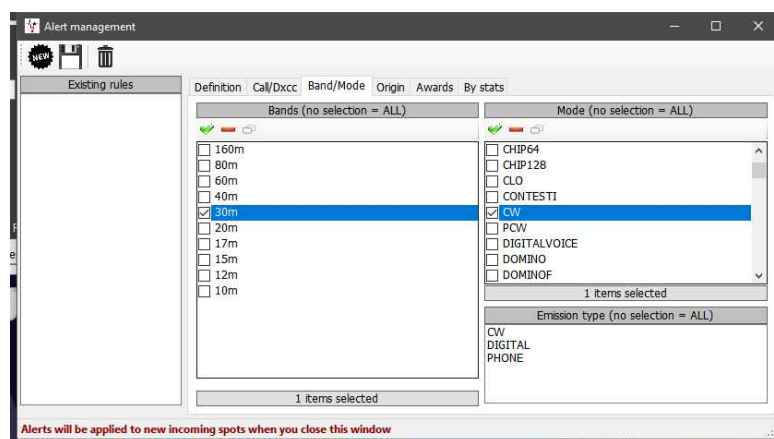 Alert management
NEW
Existing rules
Definition Call/Dxcc Band/Mode Origin Awards By stats
Bands (no selection = ALL)
160m
80m
60m
40m
30m
20m
17m
15m
12m
10m
1 items selected
Mode (no selection = ALL)
CHIP64
CHIP128
CLO
CONTESTI
CW
PCW
DIGITALVOICE
DOMINO
DOMINOF
1 items selected
Emission type (no selection = ALL)
CW
DIGITAL
PHONE
Alerts will be applied to new incoming spots when you close this window